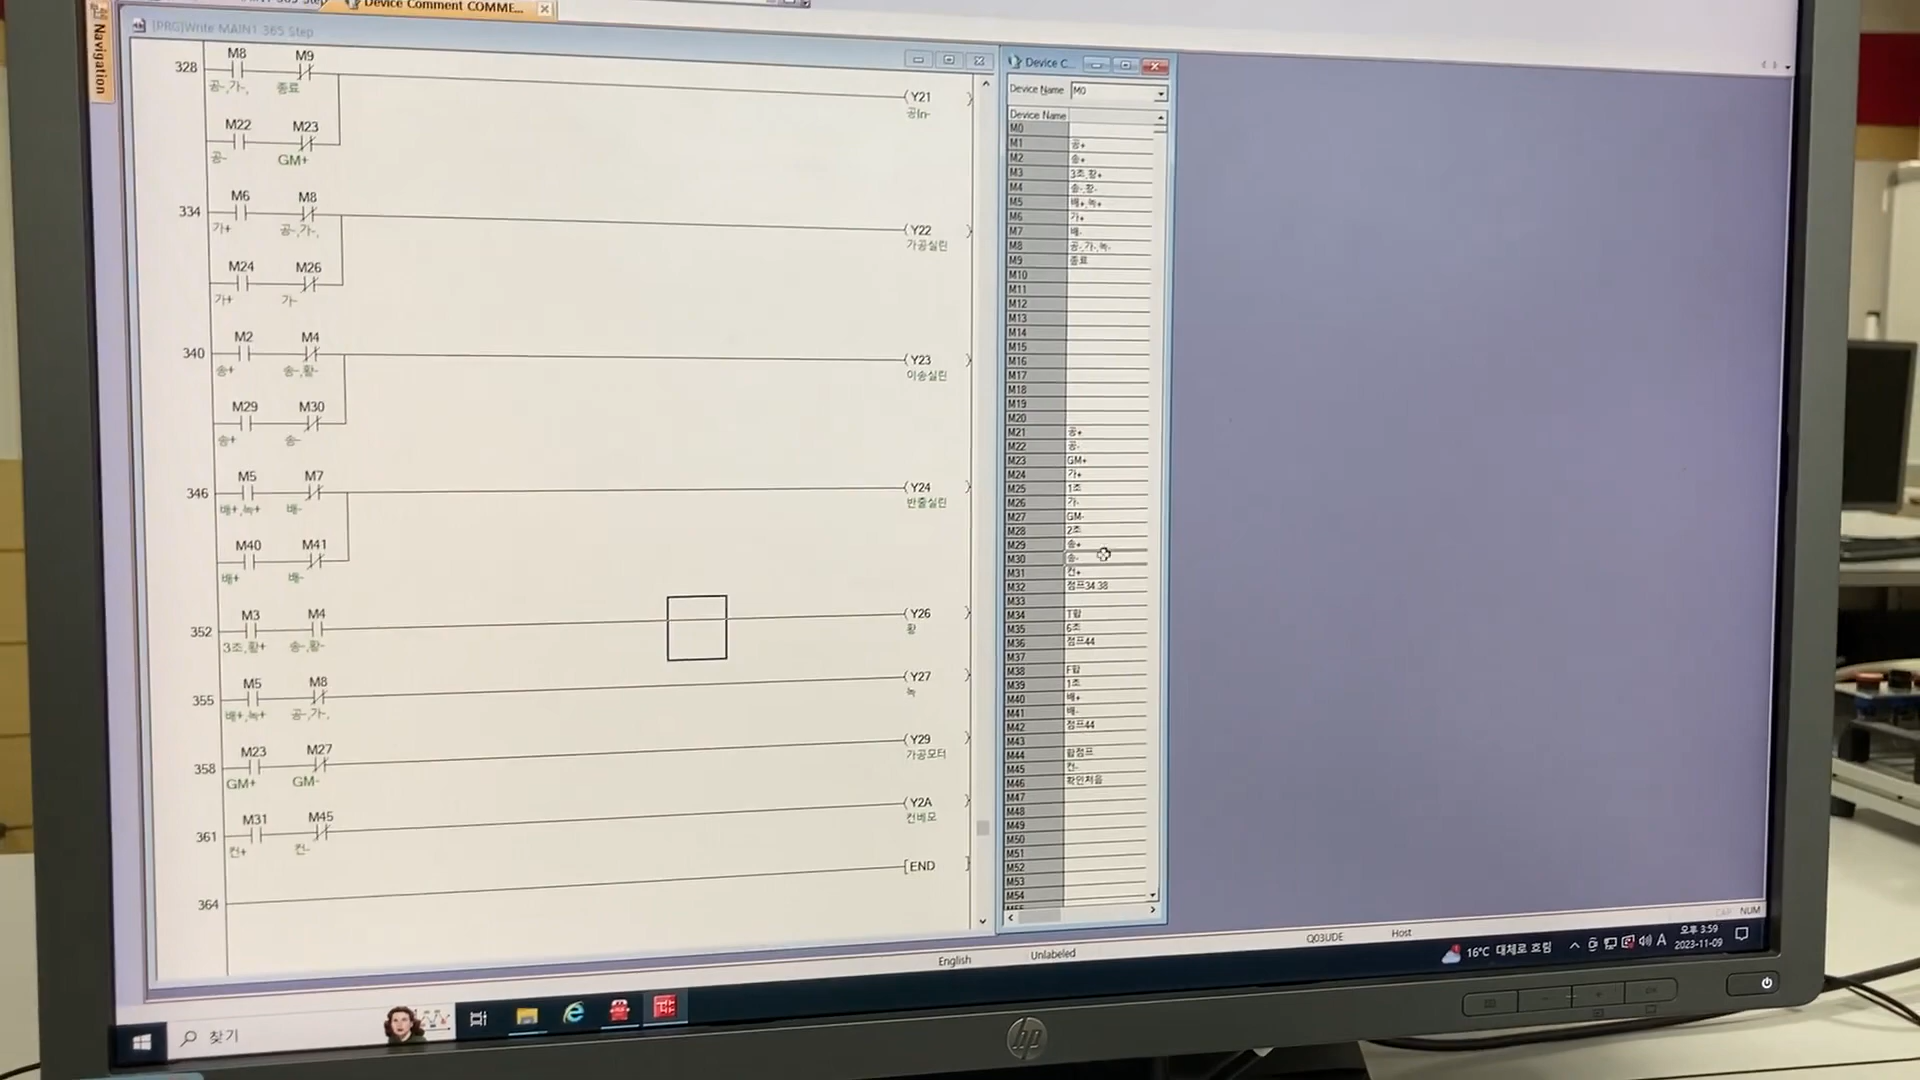 Device Comment COMME...
Navigation
[PRG]Write MAIN1 365 Step
328 M8 M9 Y21
공-,가-, 종료 공In-
M22 M23
공- GM+
334 M6 M8 Y22
가+ 공-,가-, 가공실린
M24 M26
가+ 가-
340 M2 M4 Y23
송+ 송-,황- 이송실린
M29 M30
송+ 송-
346 M5 M7 Y24
배+,녹+ 배- 반출실린
M40 M41
배+ 배-
352 M3 M4 Y26
3조,황+ 송-,황- 황
355 M5 M8 Y27
배+,녹+ 공-,가-, 녹
358 M23 M27 Y29
GM+ GM- 가공모터
361 M31 M45 Y2A
컨+ 컨- 컨베모
END
364
Device C...
Device Name M0
Device Name
M0
M1 공+
M2 송+
M3 3조,황+
M4 송-,황-
M5 배+,녹+
M6 가+
M7 배-
M8 공-,가-,녹-
M9 종료
M10
M11
M12
M13
M14
M15
M16
M17
M18
M19
M20
M21 공+
M22 공-
M23 GM+
M24 가+
M25 1조
M26 가-
M27 GM-
M28 2조
M29 송+
M30 송-
M31 컨+
M32 점프34.38
M33
M34 T합
M35 6조
M36 점프44
M37
M38 F합
M39 1조
M40 배+
M41 배-
M42 점프44
M43
M44 합점프
M45 컨-
M46 확인처음
M47
M48
M49
M50
M51
M52
M53
M54
English Unlabeled Q03UDE Host CAP NUM
찾기
16°C 대체로 흐림 A 오후 3:59
2023-11-09
hp